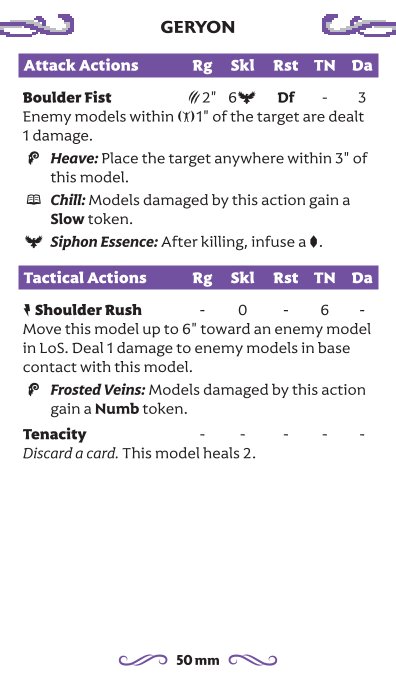 GERYON
Attack Actions Rg Skl Rst TN Da
Boulder Fist 2" 6 Df - 3
Enemy models within 1" of the target are dealt
1 damage.
Heave: Place the target anywhere within 3" of
this model.
Chill: Models damaged by this action gain a
Slow token.
Siphon Essence: After killing, infuse a .
Tactical Actions Rg Skl Rst TN Da
Shoulder Rush - 0 - 6 -
Move this model up to 6" toward an enemy model
in LoS. Deal 1 damage to enemy models in base
contact with this model.
Frosted Veins: Models damaged by this action
gain a Numb token.
Tenacity - - - - -
Discard a card. This model heals 2.
50 mm